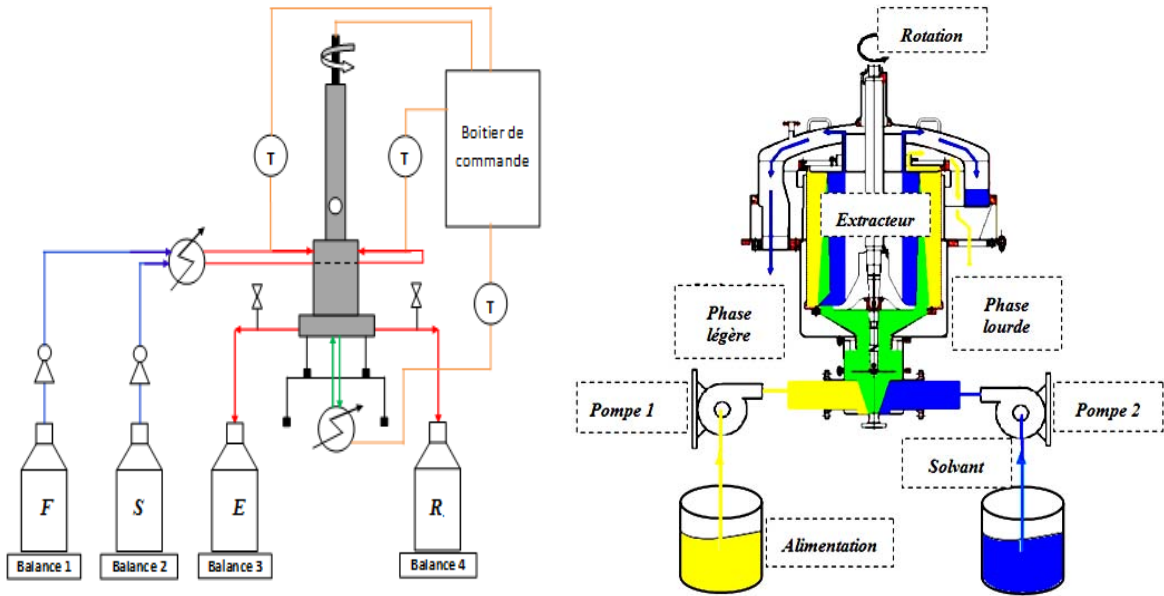 T
T
Boitier de
commande
T
F
S
E
R.
Balance 1
Balance 2
Balance 3
Balance 4
Rotation
Extracteur
Phase
légère
Phase
lourde
Pompe 1
Pompe 2
Solvant
Alimentation